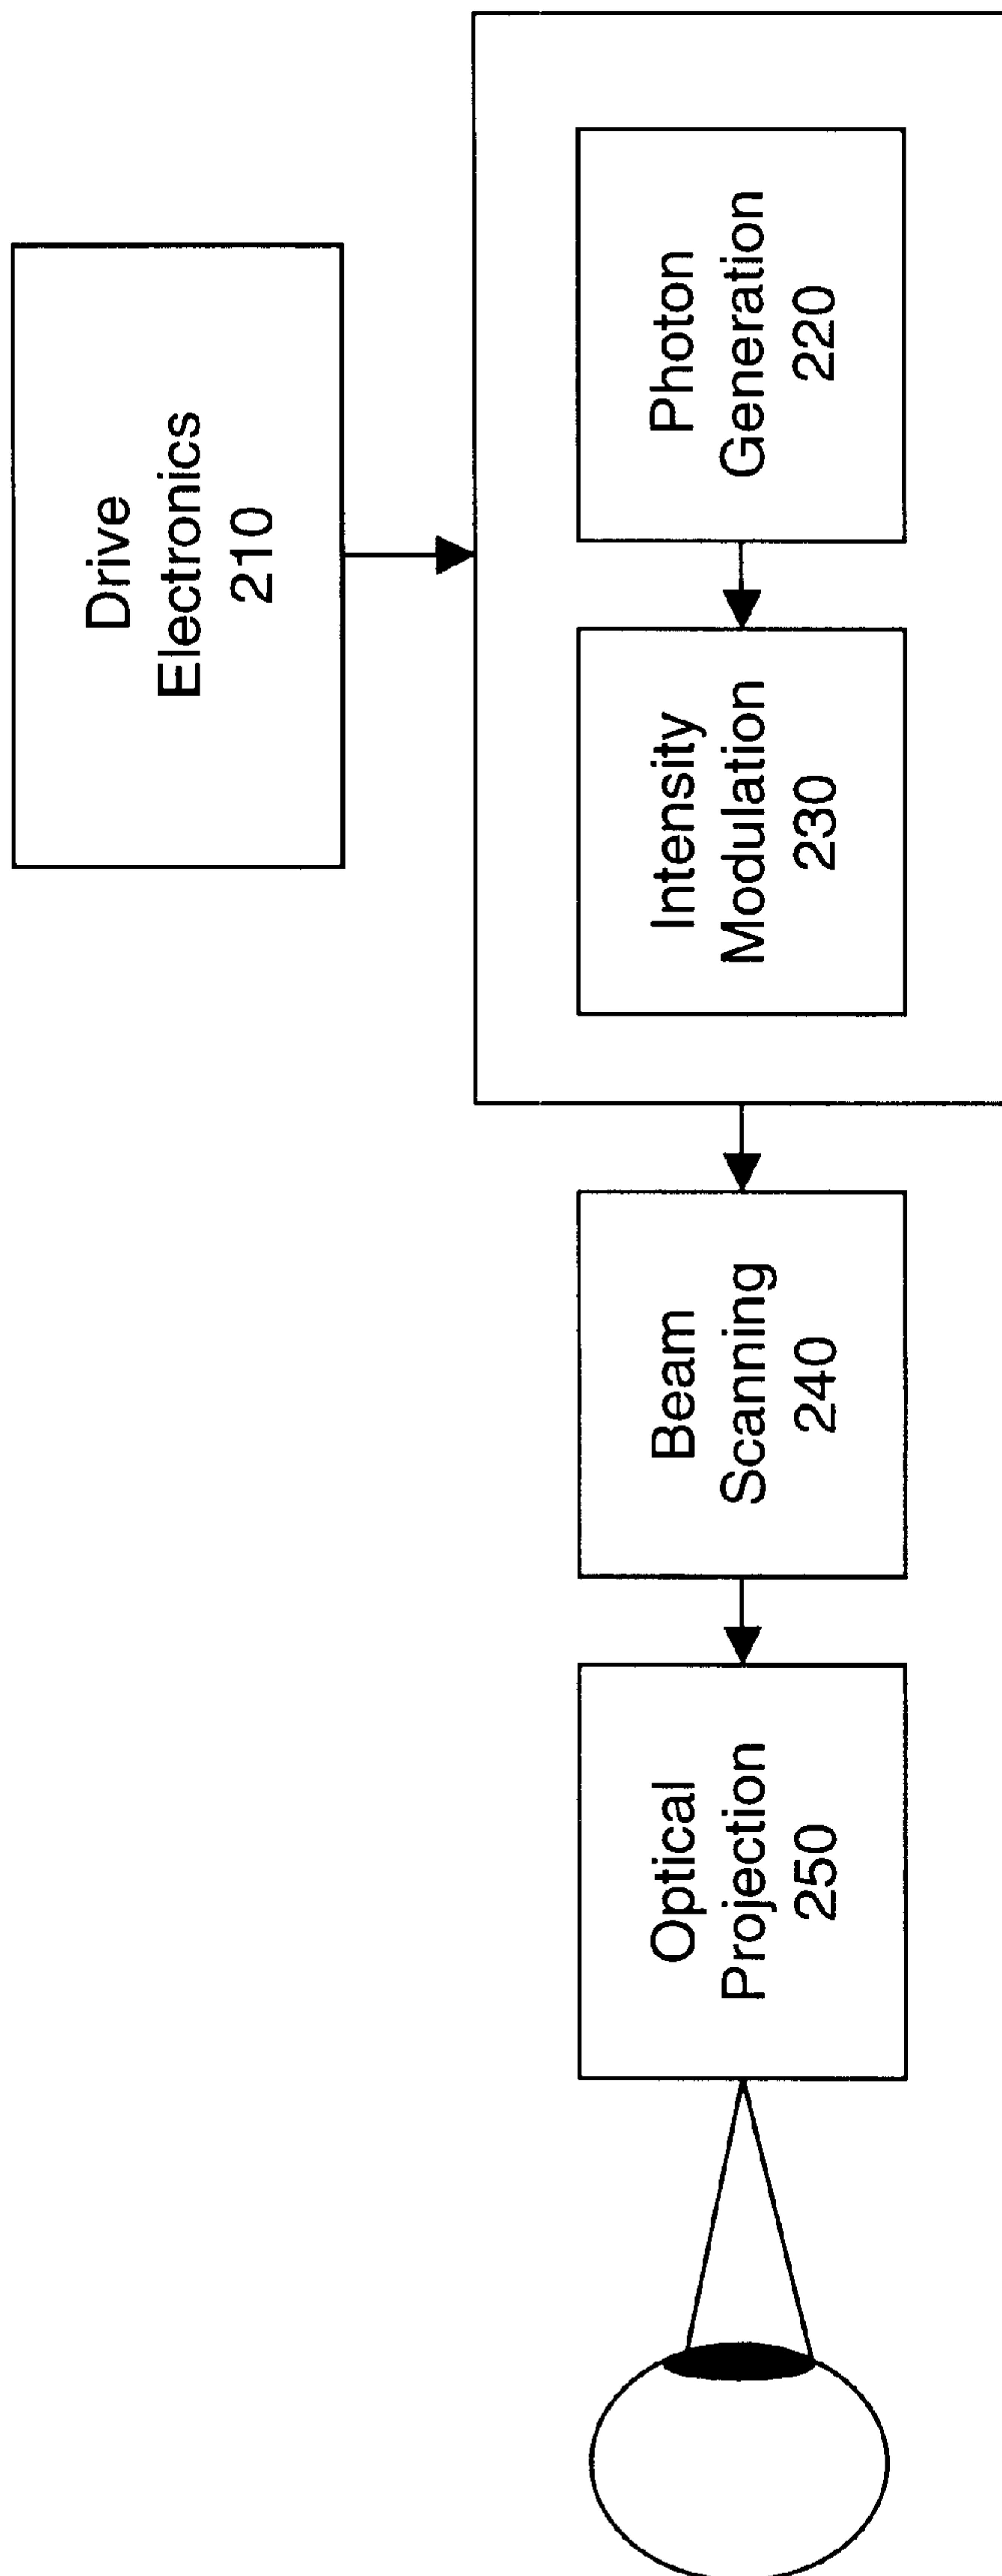 Drive
Electronics
210
Photon
Generation
220
Intensity
Modulation
230
Beam
Scanning
240
Optical
Projection
250